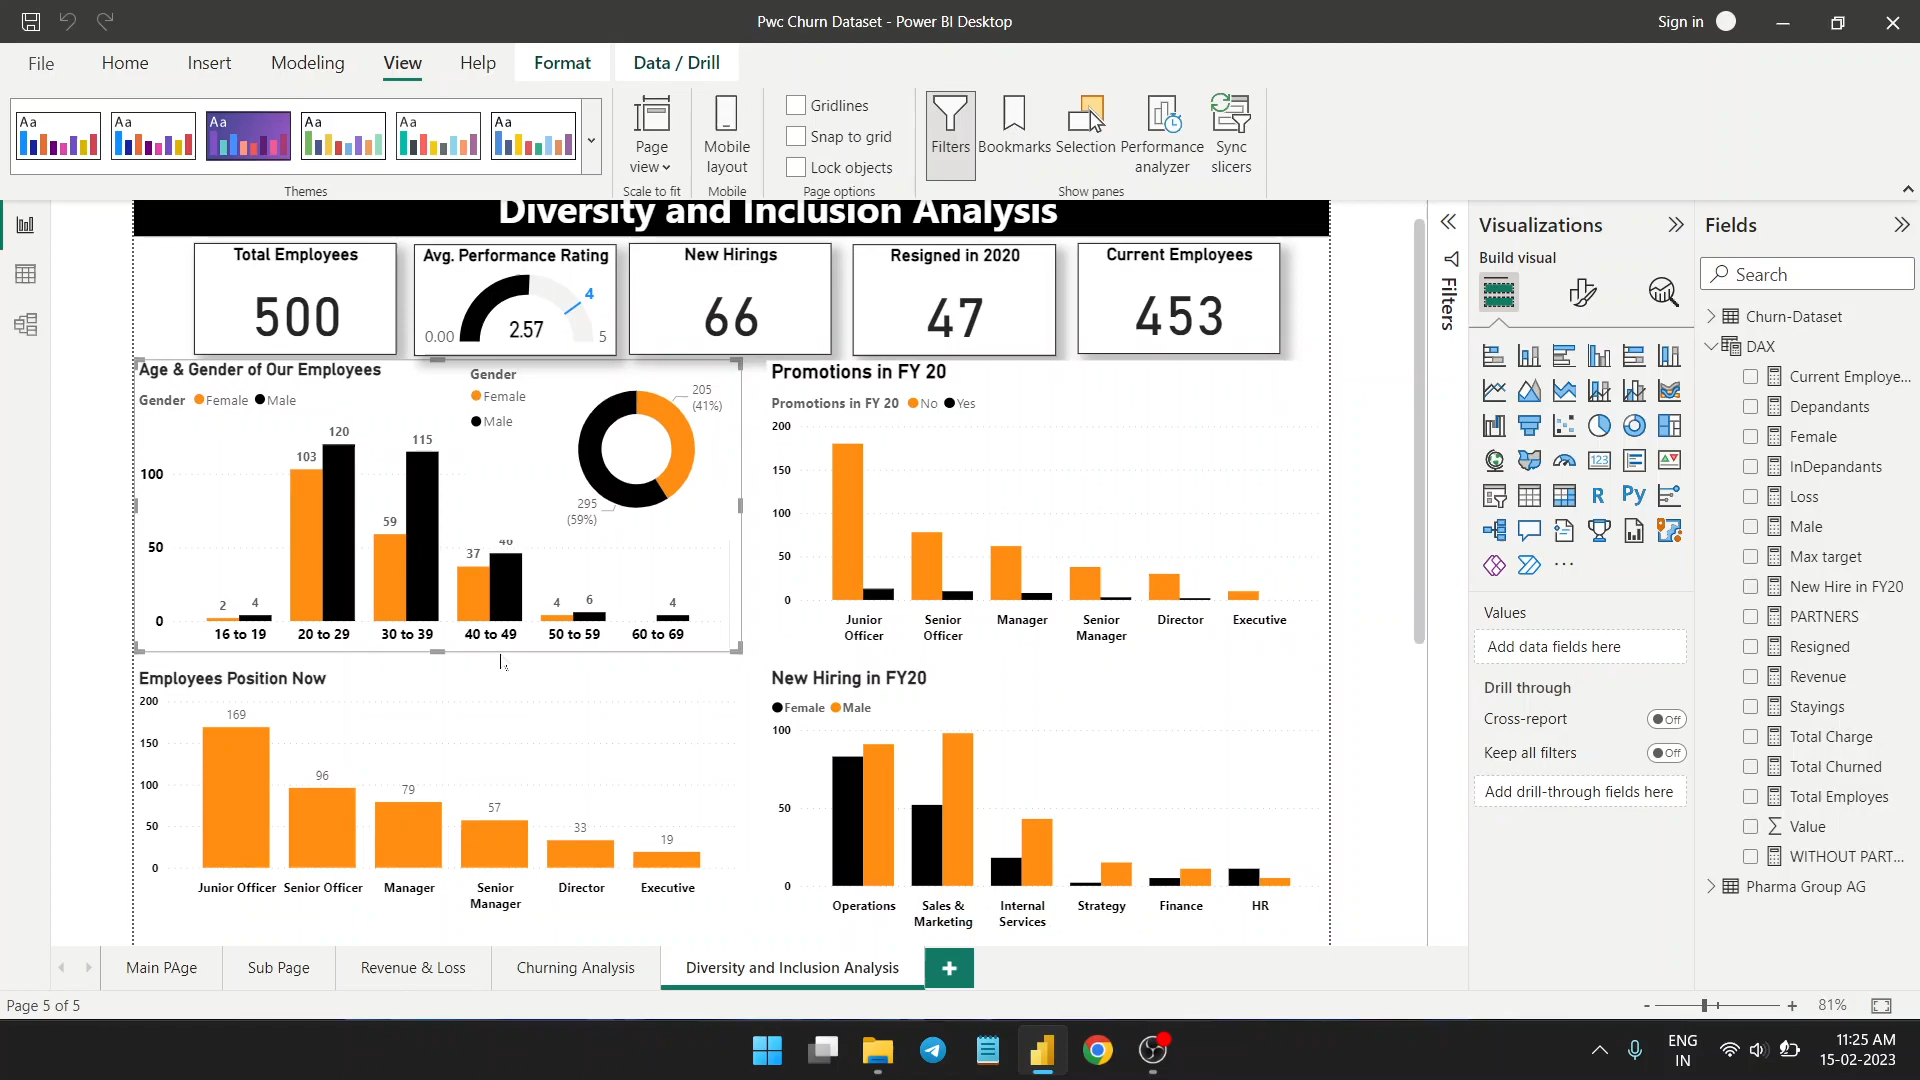 Pwc Churn Dataset - Power BI Desktop
Sign in
File
Home
Insert
Modeling
View
Help
Format
Data / Drill
Aa
Aa
Aa
Aa
Aa
Aa
Themes
Page
view
Scale to fit
Mobile
layout
Mobile
Gridlines
Snap to grid
Lock objects
Page options
Filters
Bookmarks
Selection
Performance
analyzer
Sync
slicers
Show panes
Diversity and Inclusion Analysis
Total Employees
500
Avg. Performance Rating
4
0.00
2.57
5
New Hirings
66
Resigned in 2020
47
Current Employees
453
Age & Gender of Our Employees
Gender Female Male
120
103
115
100
59
50
37
46
2
4
4
6
4
0
16 to 19
20 to 29
30 to 39
40 to 49
50 to 59
60 to 69
Gender
Female
Male
205
(41%)
295
(59%)
Promotions in FY 20
Promotions in FY 20 No Yes
200
150
100
50
0
Junior
Officer
Senior
Officer
Manager
Senior
Manager
Director
Executive
Employees Position Now
200
169
150
96
100
79
57
50
33
19
0
Junior Officer
Senior Officer
Manager
Senior
Manager
Director
Executive
New Hiring in FY20
Female Male
100
50
0
Operations
Sales &
Marketing
Internal
Services
Strategy
Finance
HR
Filters
Visualizations
Build visual
123
R
Py
Values
Add data fields here
Drill through
Cross-report
Off
Keep all filters
Off
Add drill-through fields here
Fields
Search
Churn-Dataset
DAX
Current Employe...
Depandants
Female
InDepandants
Loss
Male
Max target
New Hire in FY20
PARTNERS
Resigned
Revenue
Stayings
Total Charge
Total Churned
Total Employes
Value
WITHOUT PART...
Pharma Group AG
Main PAge
Sub Page
Revenue & Loss
Churning Analysis
Diversity and Inclusion Analysis
Page 5 of 5
81%
ENG
IN
11:25 AM
15-02-2023